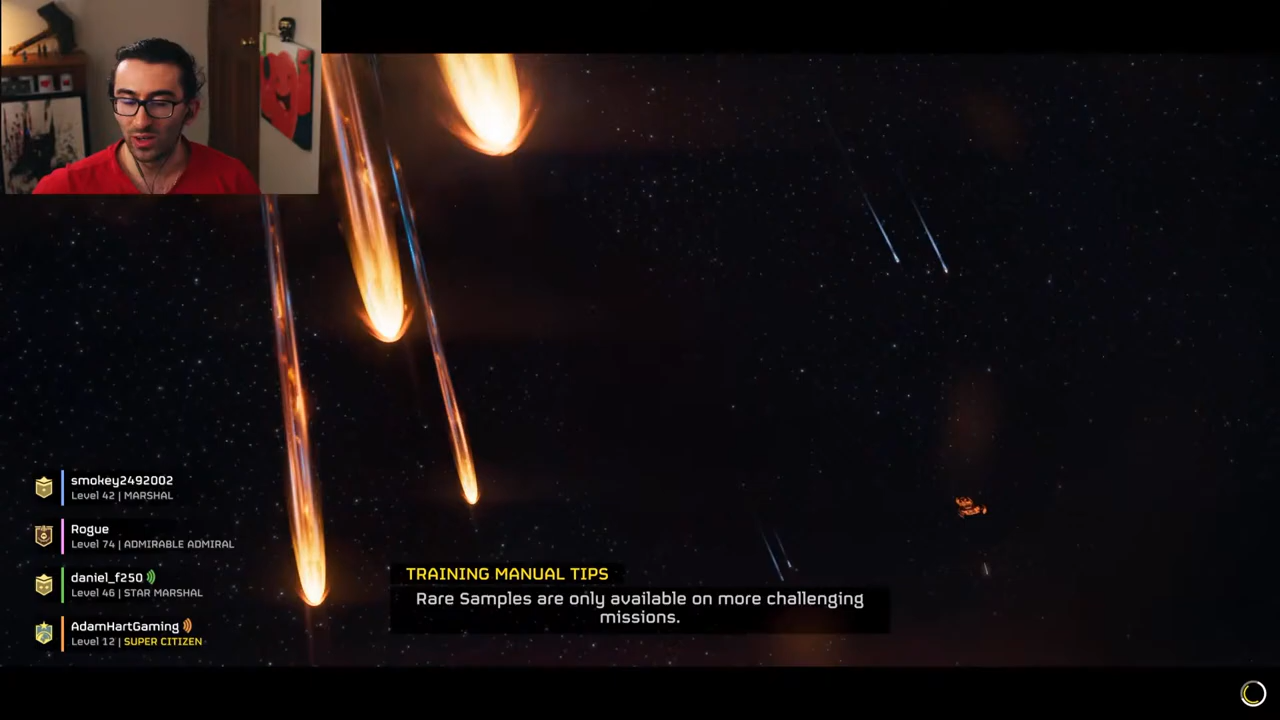 smokey2492002
Level 42 | MARSHAL
Rogue
Level 74 | ADMIRABLE ADMIRAL
daniel_f250
Level 46 | STAR MARSHAL
AdamHartGaming
Level 12 | SUPER CITIZEN
TRAINING MANUAL TIPS
Rare Samples are only available on more challenging
missions.